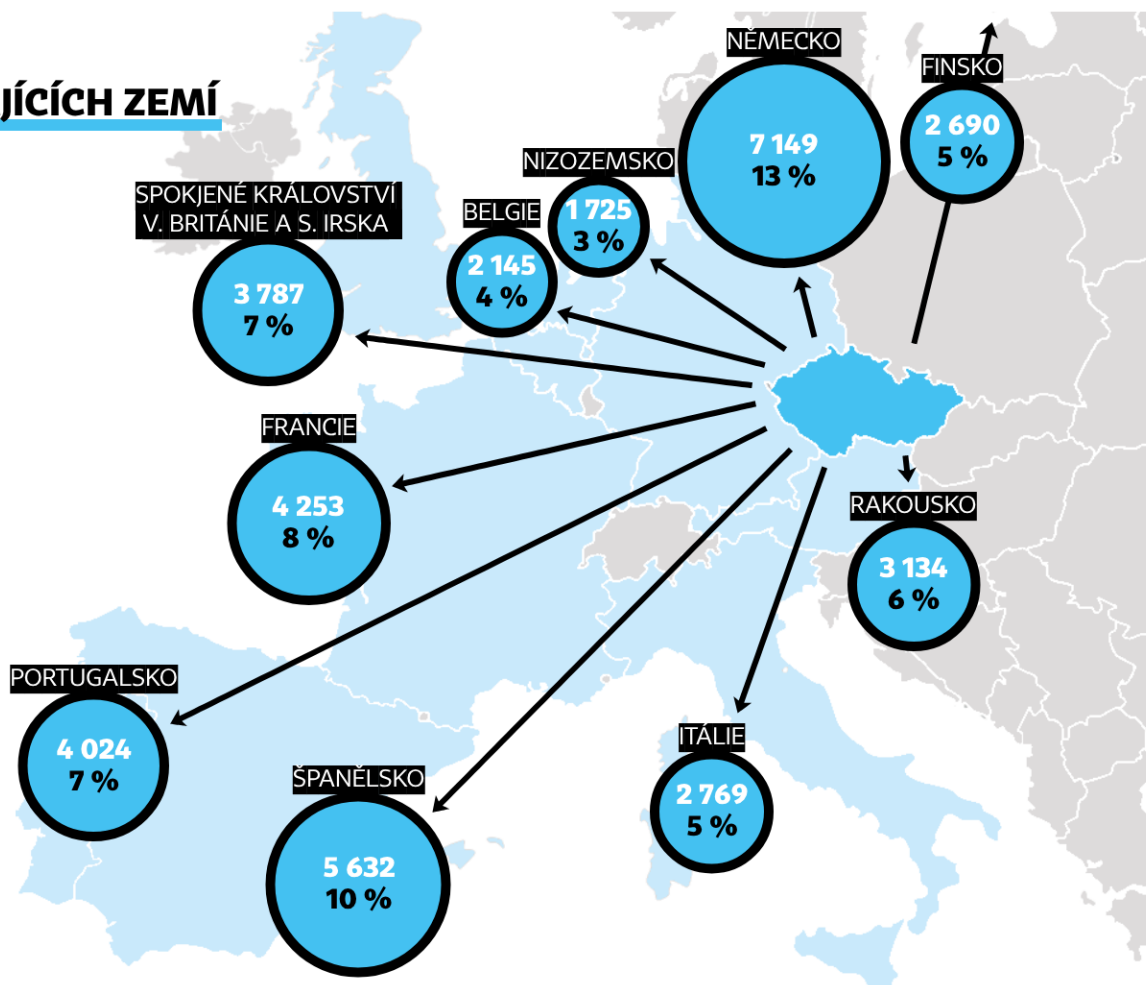 JÍCÍCH ZEMÍ
NĚMECKO
7 149
13 %
FINSKO
2 690
5 %
NIZOZEMSKO
1 725
3 %
SPOKJENÉ KRÁLOVSTVÍ
V. BRITÁNIE A S. IRSKA
3 787
7 %
BELGIE
2 145
4 %
FRANCIE
4 253
8 %
RAKOUSKO
3 134
6 %
PORTUGALSKO
4 024
7 %
ŠPANĚLSKO
5 632
10 %
ITÁLIE
2 769
5 %